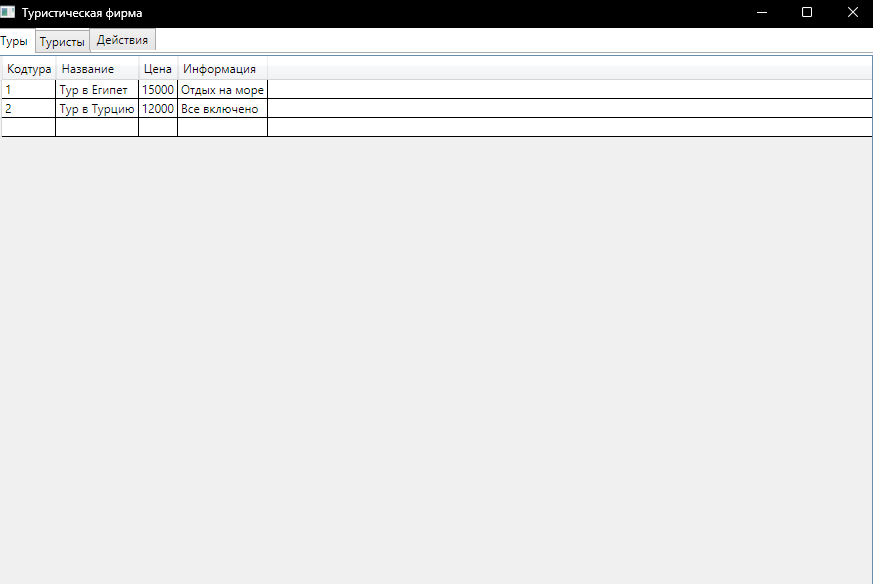 Туристическая фирма
Туры Туристы Действия
Кодтура Название Цена Информация
1 Тур в Египет 15000 Отдых на море
2 Тур в Турцию 12000 Все включено